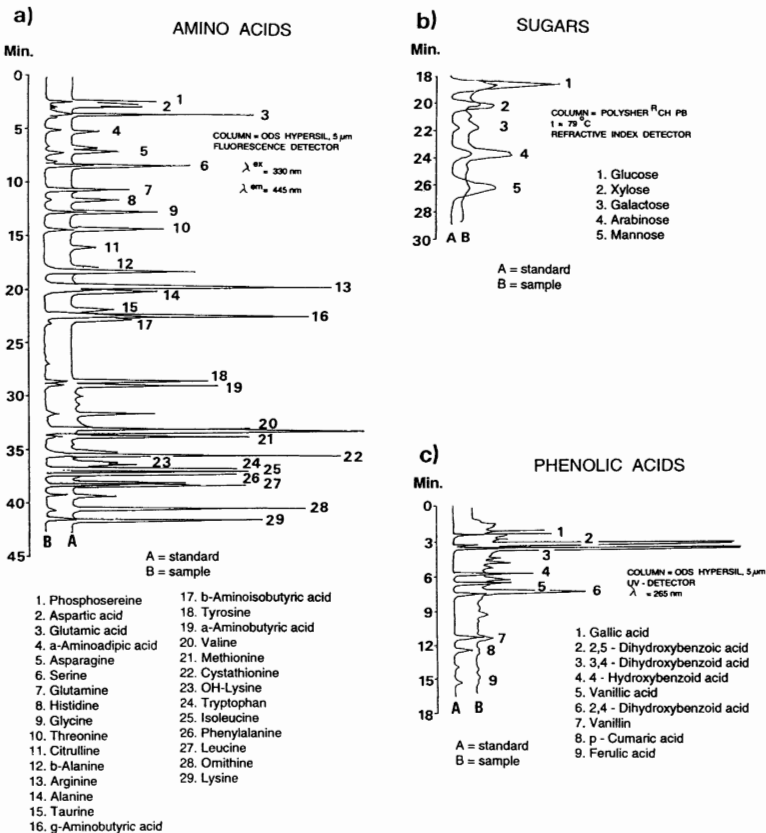 a)
AMINO ACIDS
Min.
0
5
10
15
20
25
30
35
40
45
1
2
3
4
5
6
7
8
9
10
11
12
13
14
15
16
17
18
19
20
21
22
23
24
25
26
27
28
29
COLUMN = ODS HYPERSIL, 5 µm
FLUORESCENCE DETECTOR
λ ex = 330 nm
λ em = 445 nm
B A
A = standard
B = sample
1. Phosphosereine
2. Aspartic acid
3. Glutamic acid
4. a-Aminoadipic acid
5. Asparagine
6. Serine
7. Glutamine
8. Histidine
9. Glycine
10. Threonine
11. Citrulline
12. b-Alanine
13. Arginine
14. Alanine
15. Taurine
16. g-Aminobutyric acid
17. b-Aminoisobutyric acid
18. Tyrosine
19. a-Aminobutyric acid
20. Valine
21. Methionine
22. Cystathionine
23. OH-Lysine
24. Tryptophan
25. Isoleucine
26. Phenylalanine
27. Leucine
28. Ornithine
29. Lysine
b)
SUGARS
Min.
18
20
22
24
26
28
30
1
2
3
4
5
COLUMN = POLYSHER R CH PB
t = 79 °C
REFRACTIVE INDEX DETECTOR
1. Glucose
2. Xylose
3. Galactose
4. Arabinose
5. Mannose
A B
A = standard
B = sample
c)
PHENOLIC ACIDS
Min.
0
3
6
9
12
15
18
1
2
3
4
5
6
7
8
9
COLUMN = ODS HYPERSIL, 5µm
UV - DETECTOR
λ = 265 nm
A B
A = standard
B = sample
1. Gallic acid
2. 2,5 - Dihydroxybenzoic acid
3. 3,4 - Dihydroxybenzoid acid
4. 4 - Hydroxybenzoid acid
5. Vanillic acid
6. 2,4 - Dihydroxybenzoid acid
7. Vanillin
8. p - Cumaric acid
9. Ferulic acid